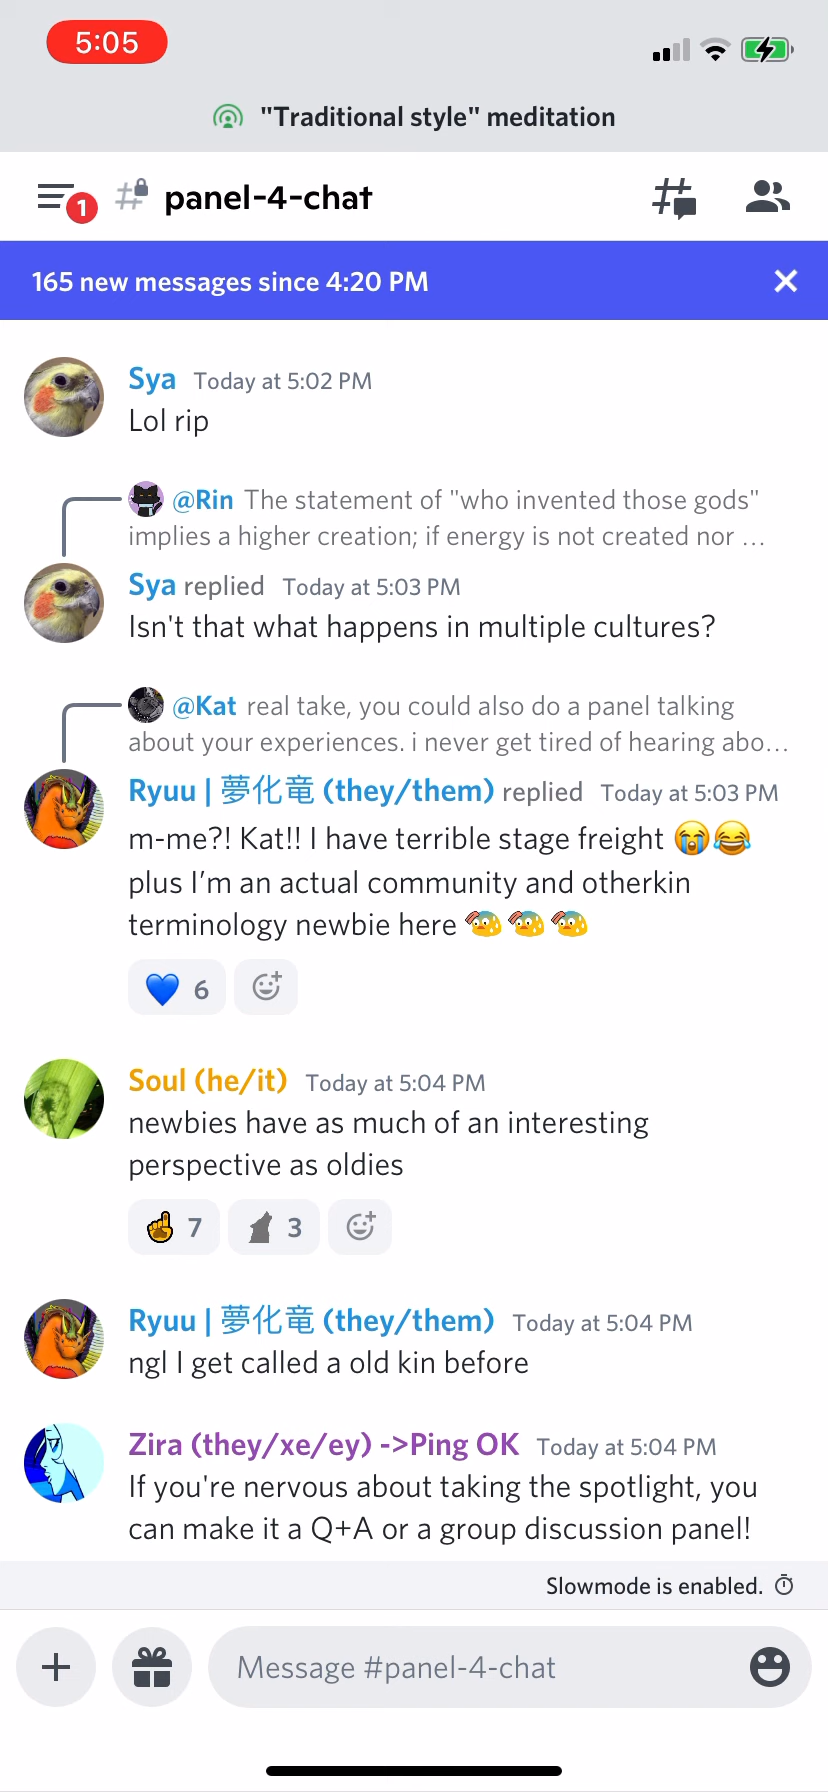 5:05
"Traditional style" meditation
1
panel-4-chat
165 new messages since 4:20 PM
Sya Today at 5:02 PM
Lol rip
@Rin The statement of "who invented those gods"
implies a higher creation; if energy is not created nor ...
Sya replied Today at 5:03 PM
Isn't that what happens in multiple cultures?
@Kat real take, you could also do a panel talking
about your experiences. i never get tired of hearing abo...
Ryuu | 夢化竜 (they/them) replied Today at 5:03 PM
m-me?! Kat!! I have terrible stage freight 😭😂
plus I’m an actual community and otherkin
terminology newbie here
💙 6
Soul (he/it) Today at 5:04 PM
newbies have as much of an interesting
perspective as oldies
7 3
Ryuu | 夢化竜 (they/them) Today at 5:04 PM
ngl I get called a old kin before
Zira (they/xe/ey) ->Ping OK Today at 5:04 PM
If you're nervous about taking the spotlight, you
can make it a Q+A or a group discussion panel!
Slowmode is enabled.
Message #panel-4-chat